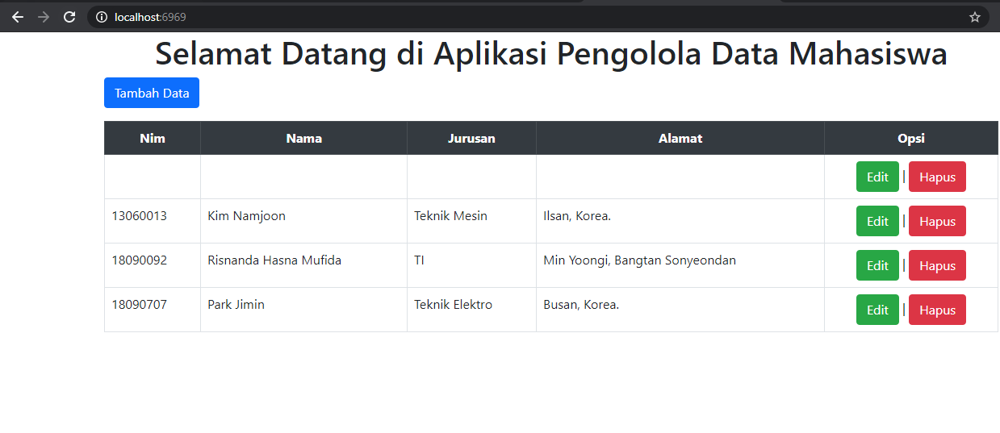 localhost:6969
Selamat Datang di Aplikasi Pengolola Data Mahasiswa
Tambah Data
Nim Nama Jurusan Alamat Opsi
Edit | Hapus
13060013 Kim Namjoon Teknik Mesin Ilsan, Korea. Edit | Hapus
18090092 Risnanda Hasna Mufida TI Min Yoongi, Bangtan Sonyeondan Edit | Hapus
18090707 Park Jimin Teknik Elektro Busan, Korea. Edit | Hapus